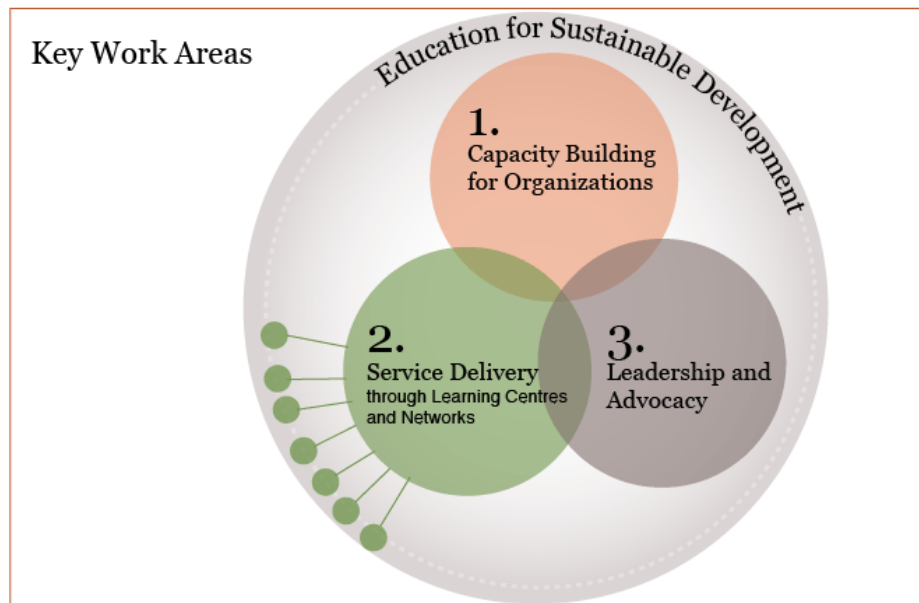 Key Work Areas
Education for Sustainable Development
1.
Capacity Building
for Organizations
2.
Service Delivery
through Learning Centres
and Networks
3.
Leadership and
Advocacy